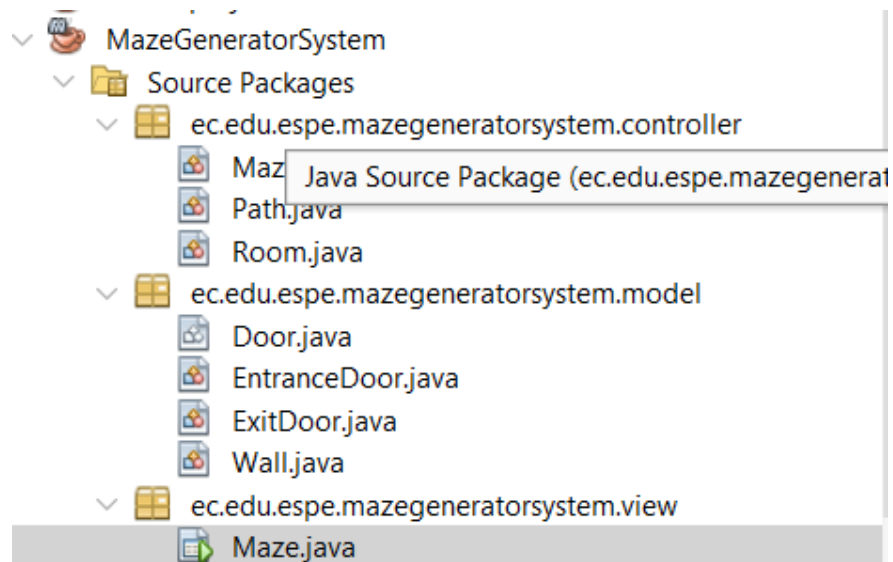 MazeGeneratorSystem
Source Packages
ec.edu.espe.mazegeneratorsystem.controller
Maz
Java Source Package (ec.edu.espe.mazegenerat
Path.java
Room.java
ec.edu.espe.mazegeneratorsystem.model
Door.java
EntranceDoor.java
ExitDoor.java
Wall.java
ec.edu.espe.mazegeneratorsystem.view
Maze.java